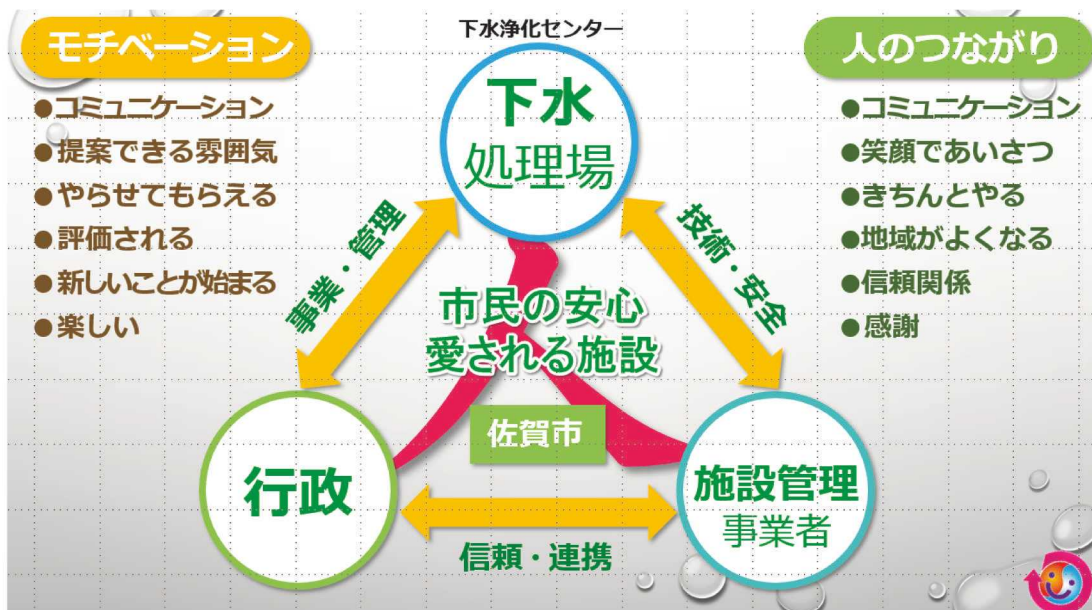 モチベーション
●コミュニケーション
●提案できる雰囲気
●やらせてもらえる
●評価される
●新しいことが始まる
●楽しい
下水浄化センター
下水
処理場
事業・管理
技術・安全
人
市民の安心
愛される施設
佐賀市
行政
施設管理
事業者
信頼・連携
人のつながり
●コミュニケーション
●笑顔であいさつ
●きちんとやる
●地域がよくなる
●信頼関係
●感謝